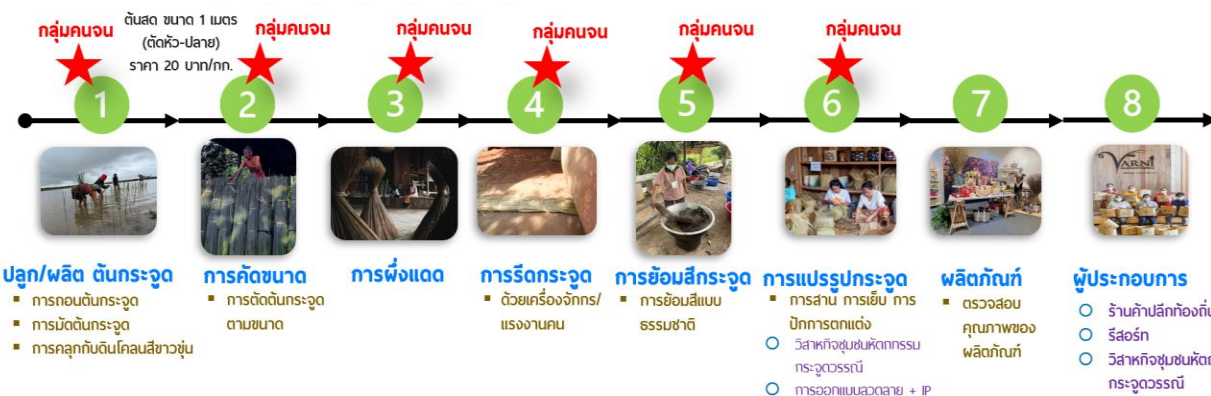 กลุ่มคนจน
ต้นสด ขนาด 1 เมตร
(ตัดหัว-ปลาย)
ราคา 20 บาท/กก.
กลุ่มคนจน
กลุ่มคนจน
กลุ่มคนจน
กลุ่มคนจน
กลุ่มคนจน
1
2
3
4
5
6
7
8
VARNI
ปลูก/ผลิต ต้นกระจูด
▪ การถอนต้นกระจูด
▪ การมัดต้นกระจูด
▪ การคลุกกับดินโคลนสีขาวขุ่น
การคัดขนาด
▪ การตัดต้นกระจูด
ตามขนาด
การผึ่งแดด
การรีดกระจูด
▪ ด้วยเครื่องจักร/
แรงงานคน
การย้อมสีกระจูด
▪ การย้อมสีแบบ
ธรรมชาติ
การแปรรูปกระจูด
▪ การสาน การเย็บ การ
ปักการตกแต่ง
o วิสาหกิจชุมชนหัตถกรรม
กระจูดวรรณี
o การออกแบบลวดลาย + IP
ผลิตภัณฑ์
▪ ตรวจสอบ
คุณภาพของ
ผลิตภัณฑ์
ผู้ประกอบการ
o ร้านค้าปลีกท้องถิ่น
o รีสอร์ท
o วิสาหกิจชุมชนหัตถ
กระจูดวรรณี